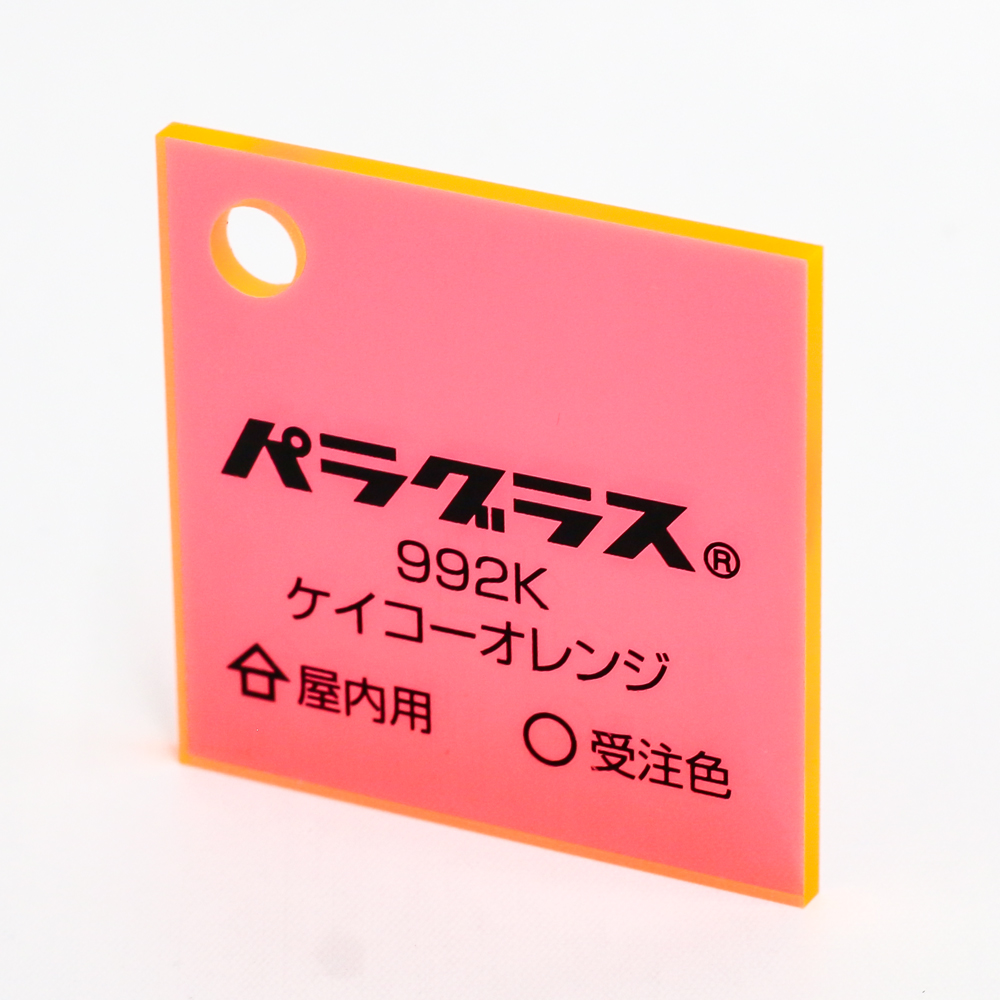 パラグラス®
992K
ケイコーオレンジ
屋内用 ○受注色